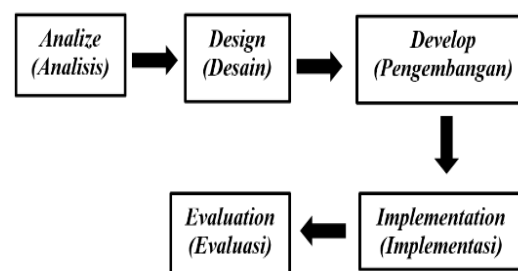 Analize
(Analisis)
Design
(Desain)
Develop
(Pengembangan)
Implementation
(Implementasi)
Evaluation
(Evaluasi)